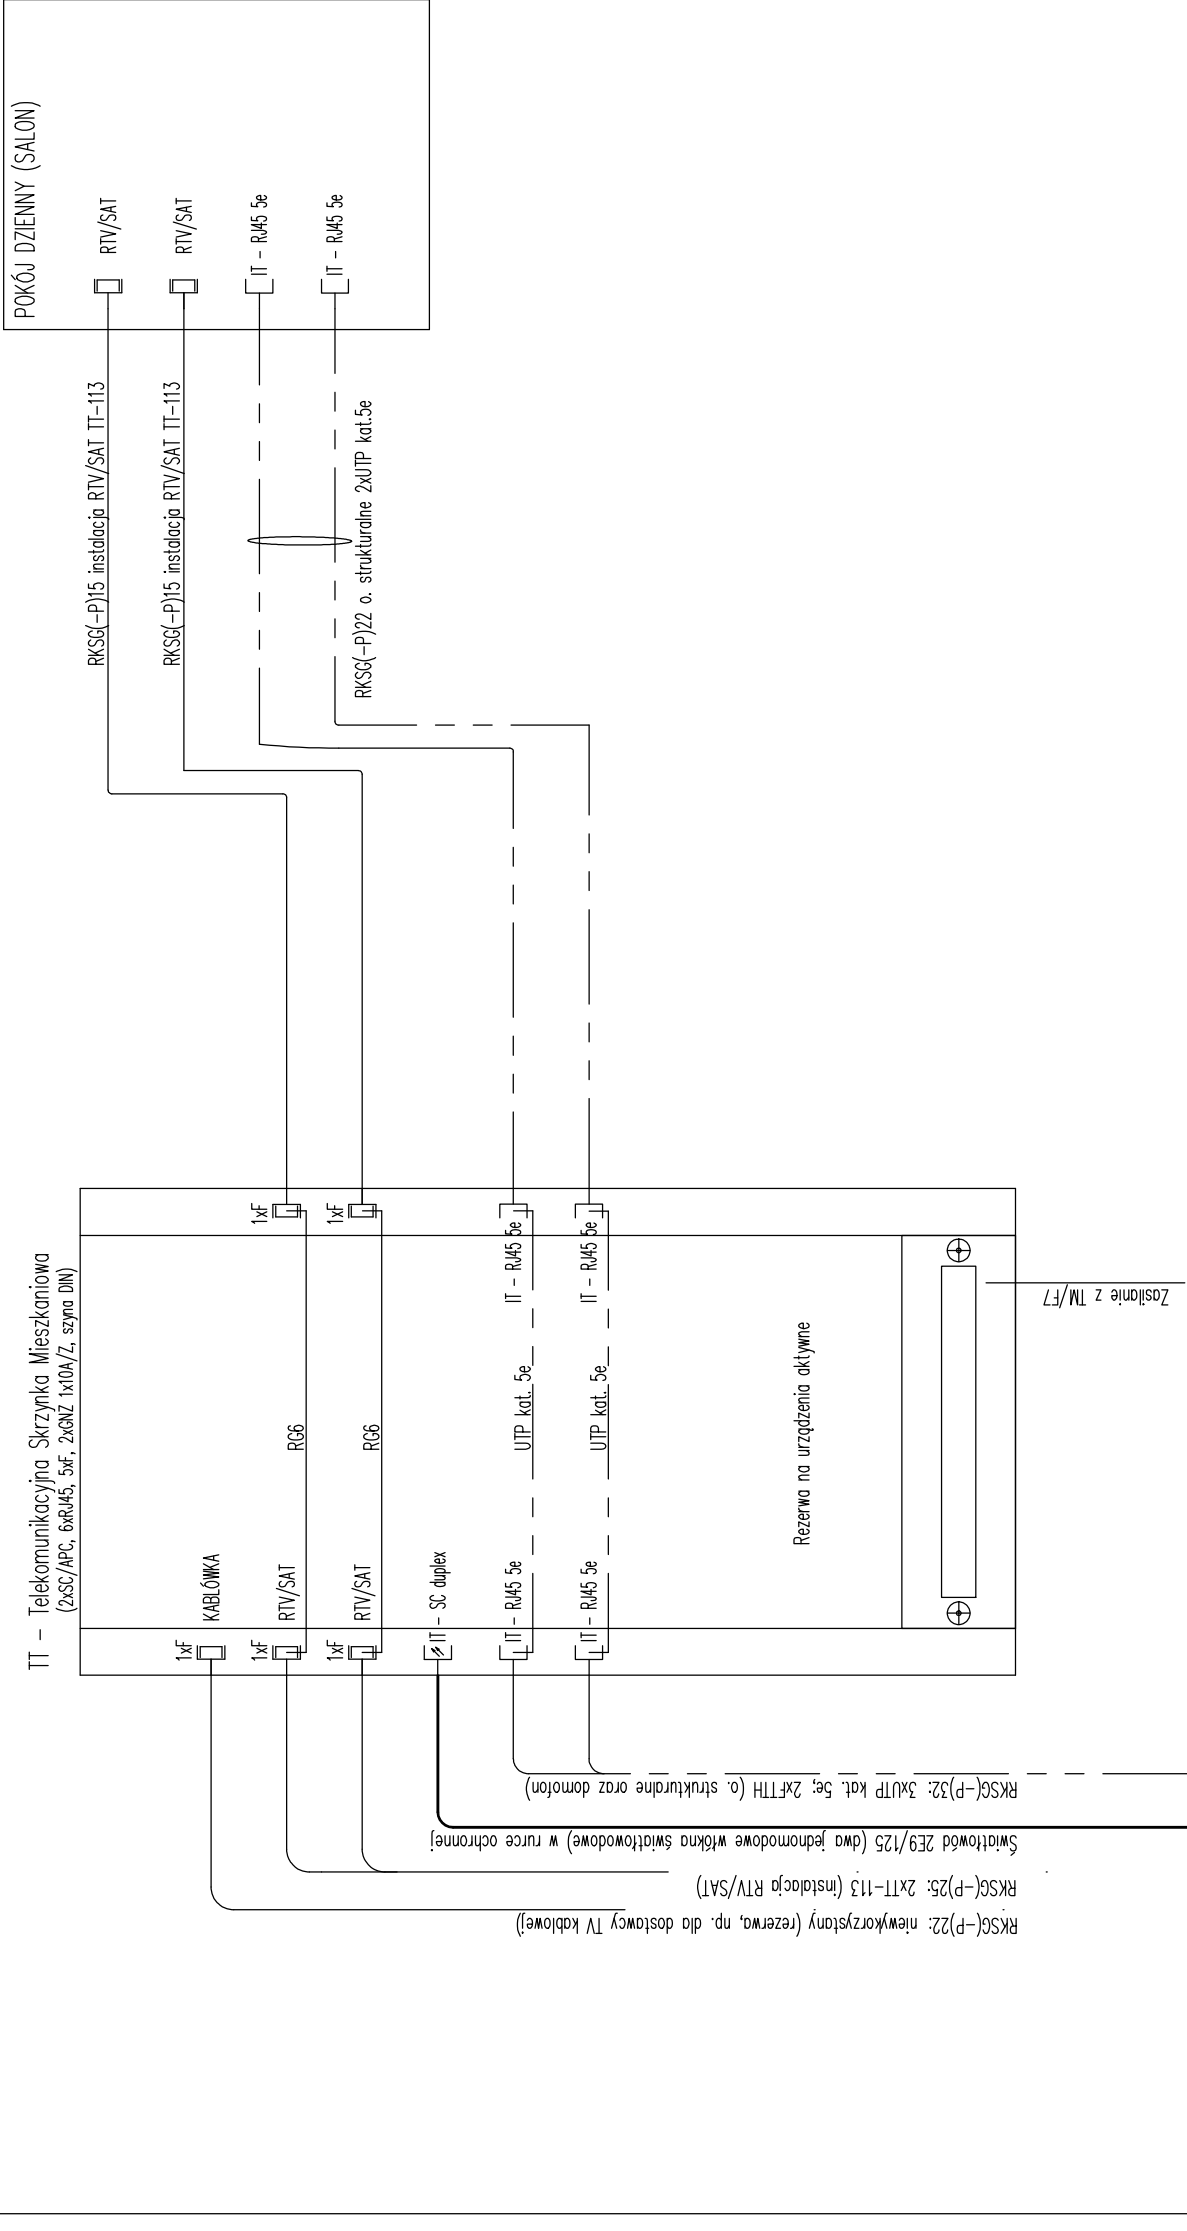 POKÓJ DZIENNY (SALON)
RTV/SAT
RTV/SAT
IT - RJ45 5e
IT - RJ45 5e
RKSG(-P)15 instalacja RTV/SAT TT-113
RKSG(-P)15 instalacja RTV/SAT TT-113
RKSG(-P)22 o. strukturalne 2xUTP kat.5e
TT - Telekomunikacyjna Skrzynka Mieszkaniowa
(2xSC/APC, 6xRJ45, 5xF, 2xGNZ 1x10A/Z, szyna DIN)
1xF
1xF
IT - RJ45 5e
IT - RJ45 5e
RG6
RG6
UTP kat. 5e
UTP kat. 5e
Rezerwa na urządzenia aktywne
1xF
KABLÓWKA
1xF
RTV/SAT
1xF
RTV/SAT
IT - SC duplex
IT - RJ45 5e
IT - RJ45 5e
Zasilanie z TM/F7
RKSG(-P)32: 3xUTP kat. 5e; 2xFTTH (o. strukturalne oraz domofon)
Światłowód 2E9/125 (dwa jednomodowe włókna światłowodowe) w rurce ochronnej
RKSG(-P)25: 2xTT-113 (instalacja RTV/SAT)
RKSG(-P)22: niewykorzystany (rezerwa, np. dla dostawcy TV kablowej)